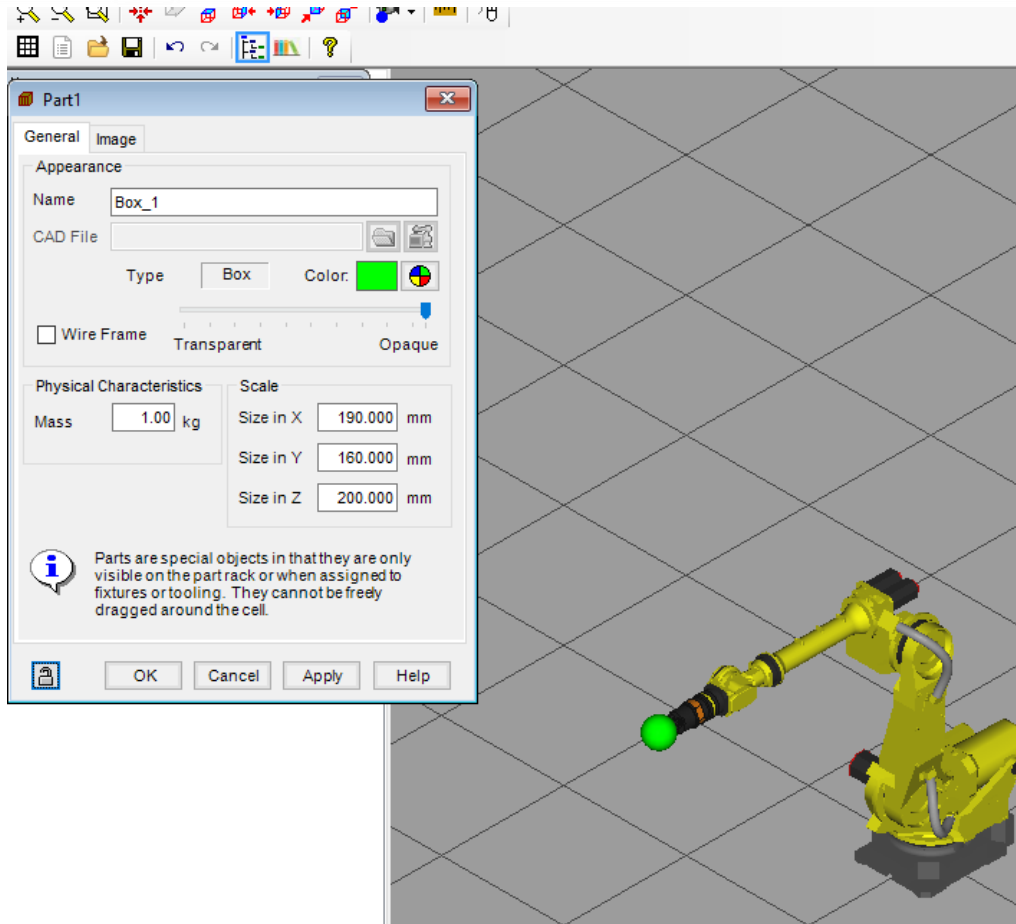 Part1
General Image
Appearance
Name Box_1
CAD File
Type Box Color:
Wire Frame
Transparent Opaque
Physical Characteristics
Mass 1.00 kg
Scale
Size in X 190.000 mm
Size in Y 160.000 mm
Size in Z 200.000 mm
Parts are special objects in that they are only
visible on the part rack or when assigned to
fixtures or tooling. They cannot be freely
dragged around the cell.
OK Cancel Apply Help